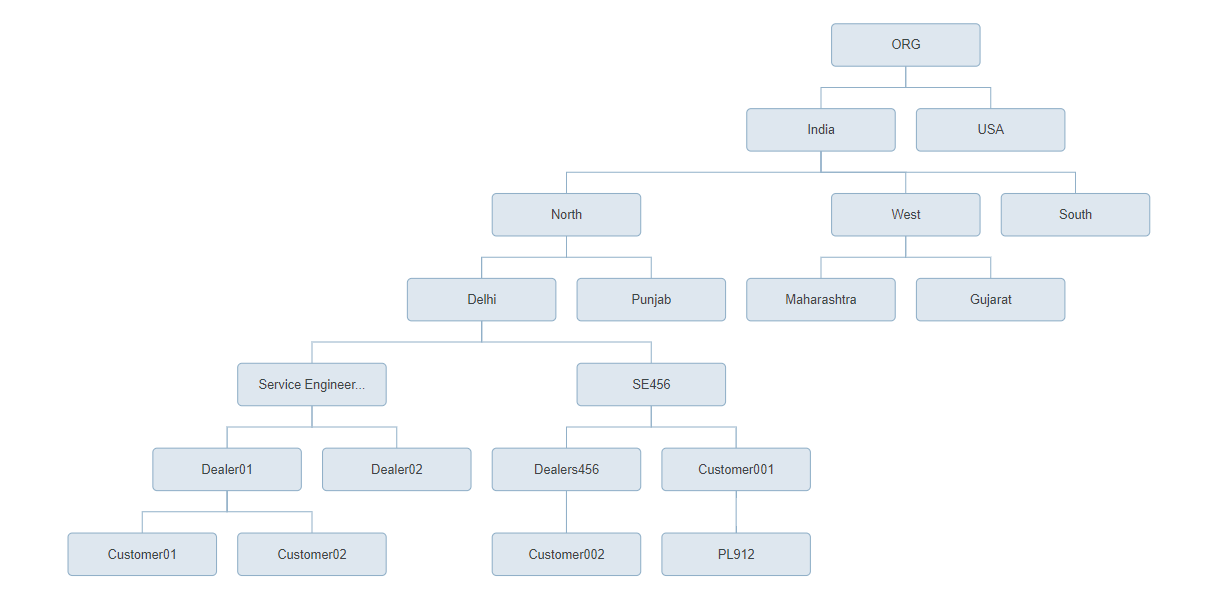 ORG
India
USA
North
West
South
Delhi
Punjab
Maharashtra
Gujarat
Service Engineer...
SE456
Dealer01
Dealer02
Dealers456
Customer001
Customer01
Customer02
Customer002
PL912